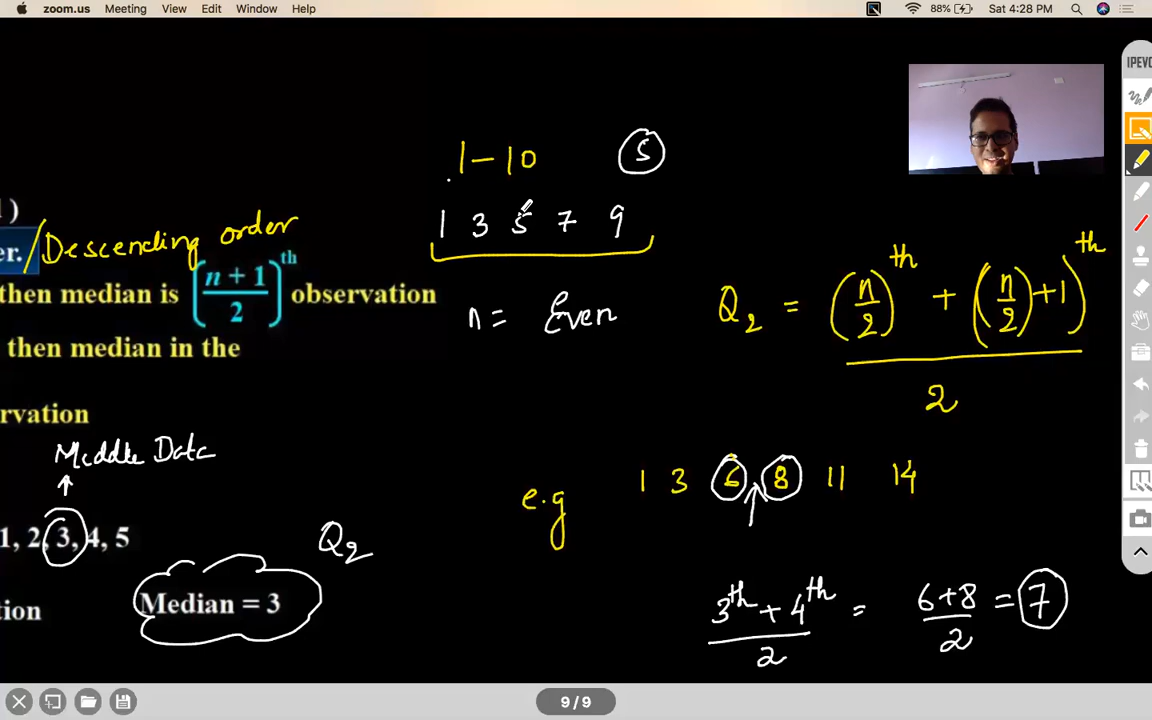 zoom.us Meeting View Edit Window Help 88% Sat 4:28 PM
IPEVO
1 – 10 5
1 3 5 7 9
)
er. / Descending order
then median is (n + 1 / 2)th observation
n = Even
Q2 = (n/2)th + ((n/2)+1)th / 2
then median in the
rvation
Meddle Data
e.g 1 3 6 8 11 14
1, 2, 3, 4, 5
Q2
Median = 3
tion
3th + 4th / 2 = 6+8 / 2 = 7
9 / 9